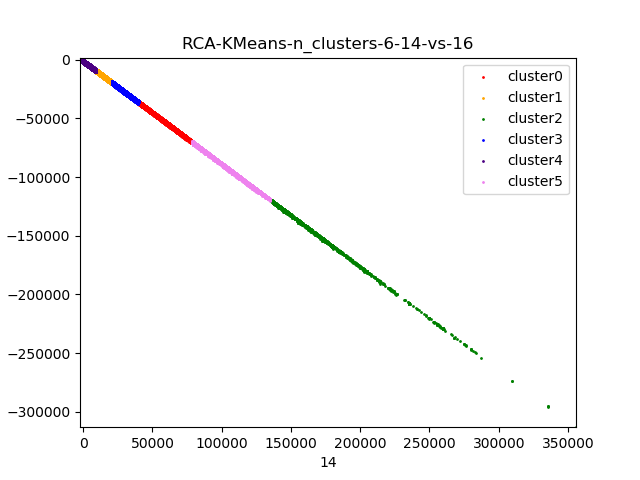 RCA-KMeans-n_clusters-6-14-vs-16
cluster0
cluster1
cluster2
cluster3
cluster4
cluster5
0
−50000
−100000
−150000
−200000
−250000
−300000
0 50000 100000 150000 200000 250000 300000 350000
14